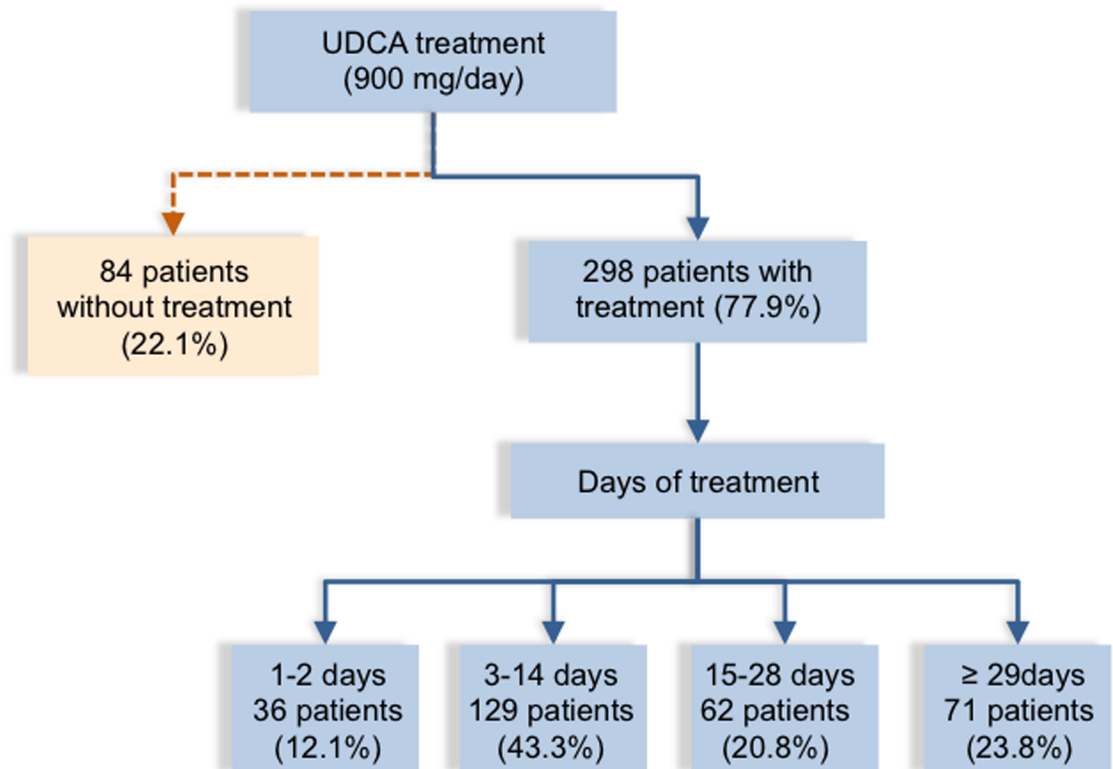 UDCA treatment
(900 mg/day)
84 patients
without treatment
(22.1%)
298 patients with
treatment (77.9%)
Days of treatment
1-2 days
36 patients
(12.1%)
3-14 days
129 patients
(43.3%)
15-28 days
62 patients
(20.8%)
≥ 29days
71 patients
(23.8%)